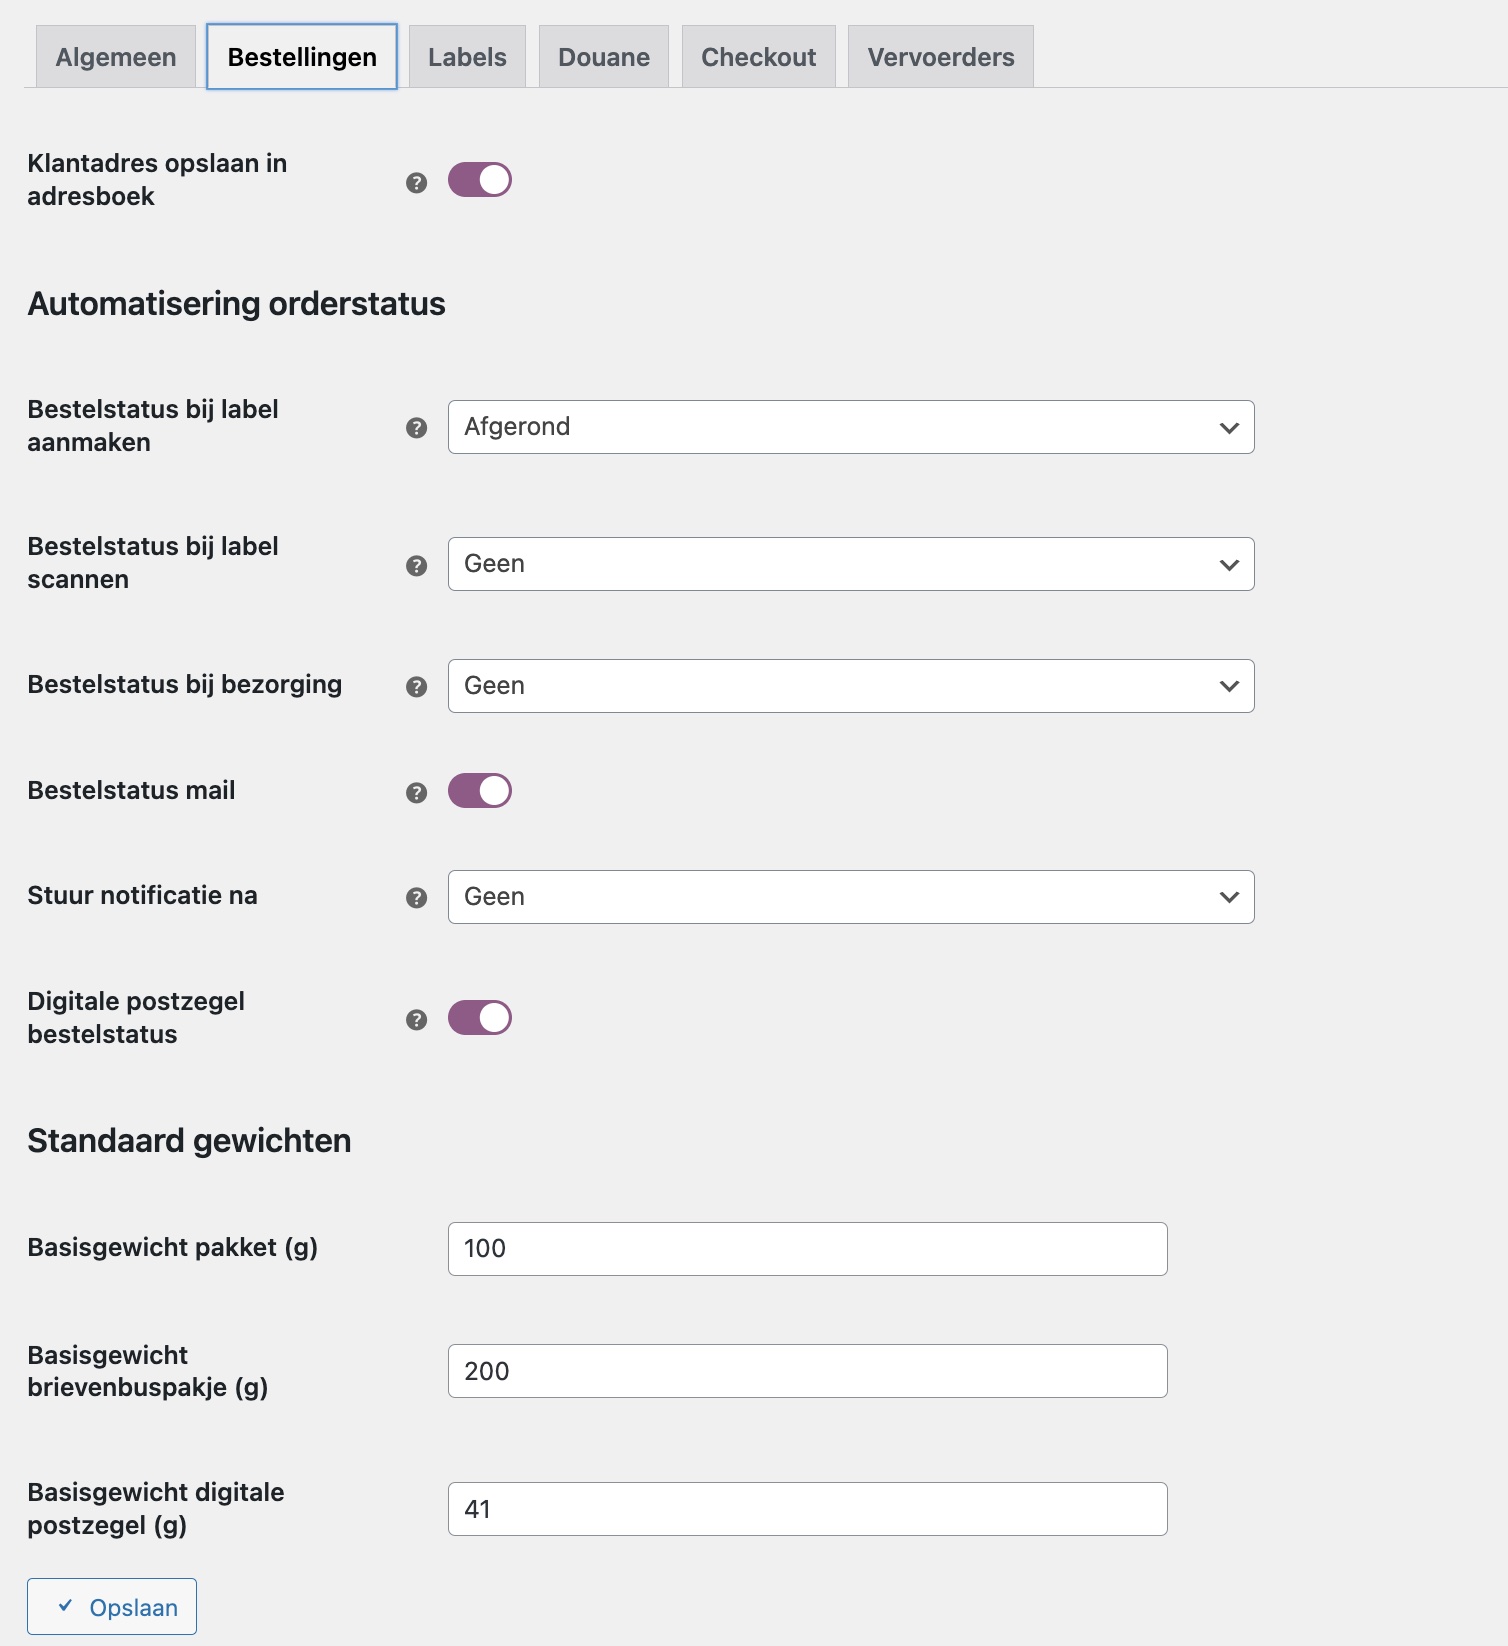 Algemeen
Bestellingen
Labels
Douane
Checkout
Vervoerders
Klantadres opslaan in
adresboek
?
Automatisering orderstatus
Bestelstatus bij label
aanmaken
?
Afgerond
Bestelstatus bij label
scannen
?
Geen
Bestelstatus bij bezorging
?
Geen
Bestelstatus mail
?
Stuur notificatie na
?
Geen
Digitale postzegel
bestelstatus
?
Standaard gewichten
Basisgewicht pakket (g)
100
Basisgewicht
brievenbuspakje (g)
200
Basisgewicht digitale
postzegel (g)
41
Opslaan